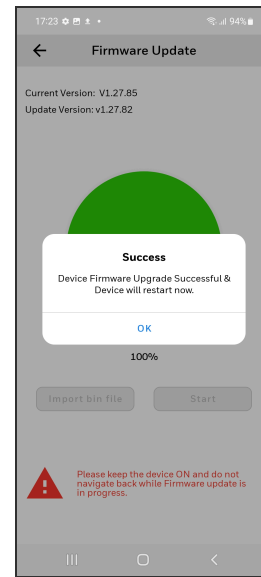 17:23
94%
Firmware Update
Current Version: V1.27.85
Update Version: v1.27.82
Success
Device Firmware Upgrade Successful &
Device will restart now.
OK
100%
Import bin file
Start
Please keep the device ON and do not
navigate back while Firmware update is
in progress.